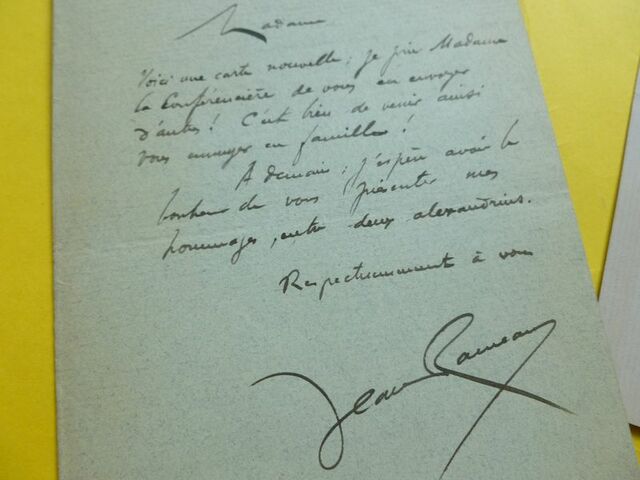 Madame
Voici une carte nouvelle ; je prie Madame
la Conférencière de vous en envoyer
d'autres ! C'est bien de venir ainsi
vous ennuyer en famille !
A demain ; j'espère avoir le
bonheur de vous présenter mes
hommages, entre deux alexandrins.
Respectueusement à vous
Jean Rameau